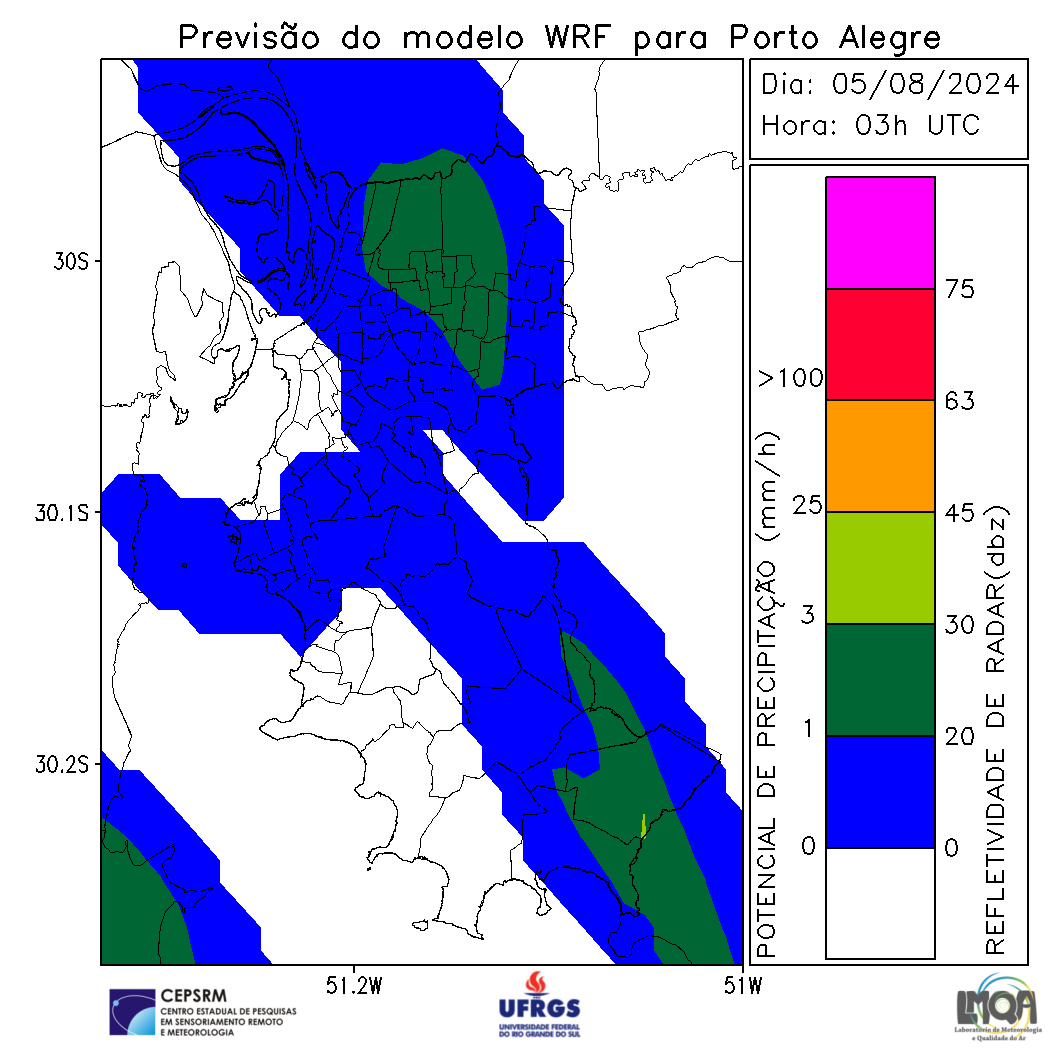 Previsão do modelo WRF para Porto Alegre
Dia: 05/08/2024
Hora: 03h UTC
30S
30.1S
30.2S
51.2W
51W
POTENCIAL DE PRECIPITAÇÃO (mm/h)
>100
25
3
1
0
75
63
45
30
20
0
REFLETIVIDADE DE RADAR(dbz)
CEPSRM
CENTRO ESTADUAL DE PESQUISAS
EM SENSORIAMENTO REMOTO
E METEOROLOGIA
UFRGS
UNIVERSIDADE FEDERAL
DO RIO GRANDE DO SUL
LMQA
Laboratório de Meteorologia
e Qualidade do Ar